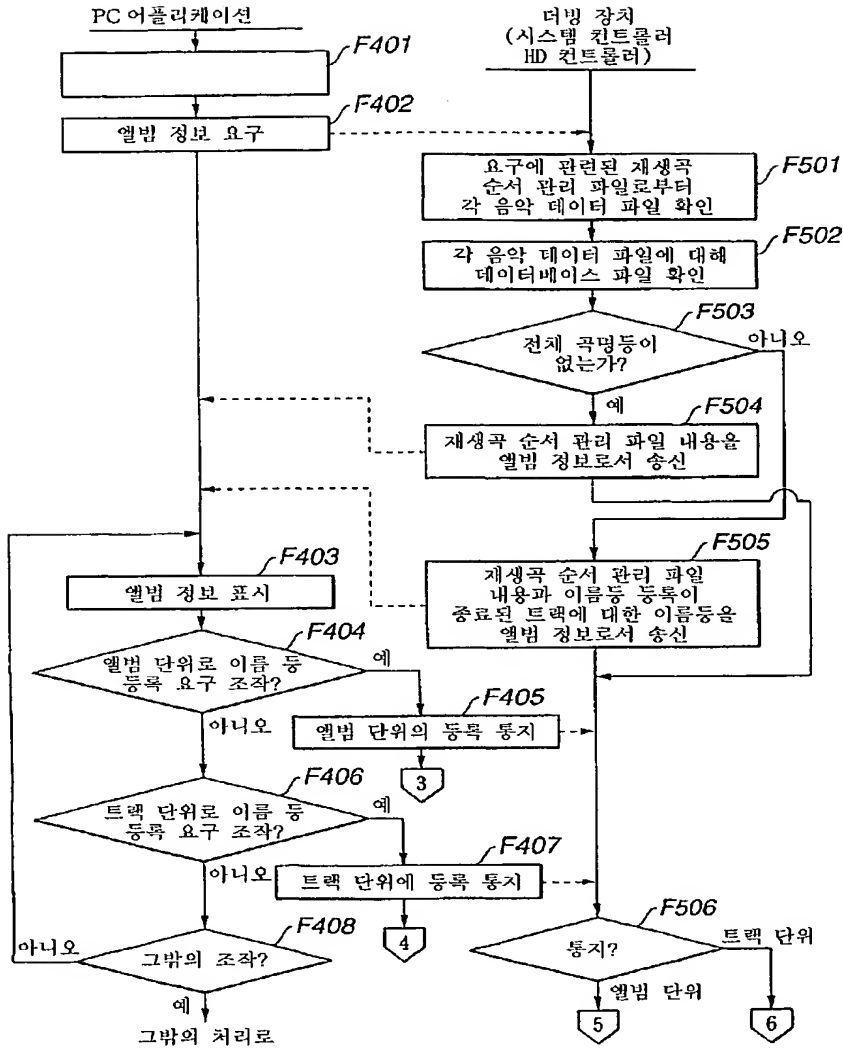 PC 어플리케이션
F401
F402
앨범 정보 요구
더빙 장치
(시스템 컨트롤러
HD 컨트롤러)
F501
요구에 관련된 재생곡
순서 관리 파일로부터
각 음악 데이터 파일 확인
F502
각 음악 데이터 파일에 대해
데이터베이스 파일 확인
F503
전체 곡명등이
없는가?
아니오
예
F504
재생곡 순서 관리 파일 내용을
앨범 정보로서 송신
F505
재생곡 순서 관리 파일
내용과 이름등 등록이
종료된 트랙에 대한 이름등을
앨범 정보로서 송신
F403
앨범 정보 표시
F404
앨범 단위로 이름 등
등록 요구 조작?
예
아니오
F405
앨범 단위의 등록 통지
3
F406
트랙 단위로 이름 등
등록 요구 조작?
예
아니오
F407
트랙 단위에 등록 통지
4
F408
그밖의 조작?
아니오
예
그밖의 처리로
F506
통지?
트랙 단위
앨범 단위
5
6